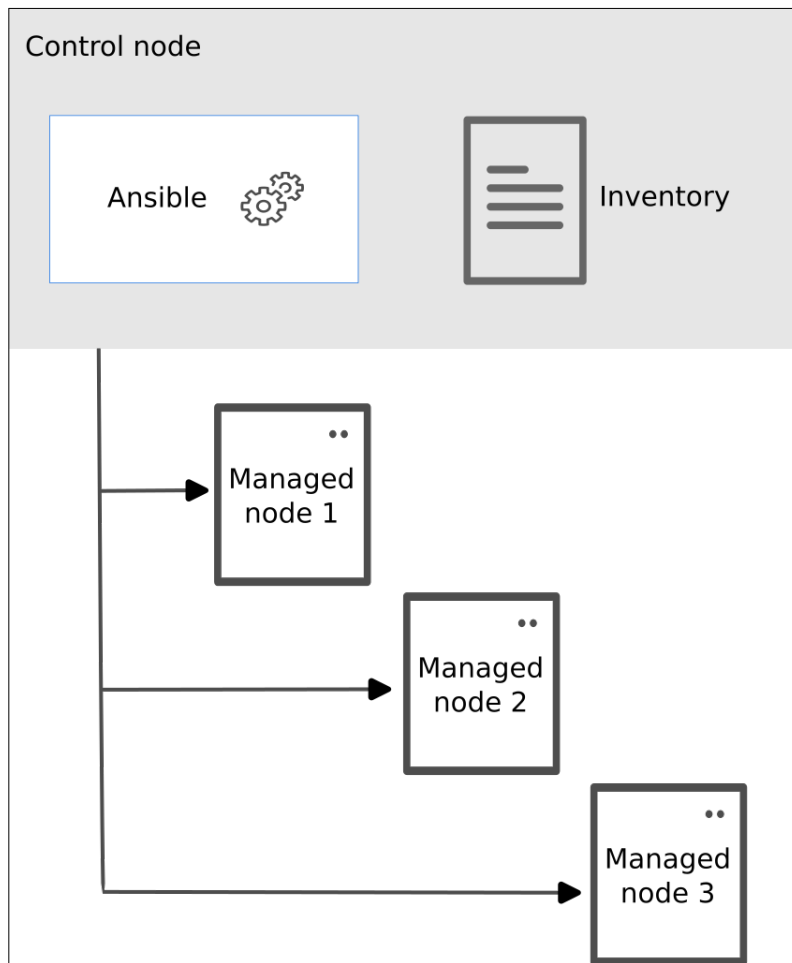 Control node
Ansible
Inventory
Managed
node 1
Managed
node 2
Managed
node 3